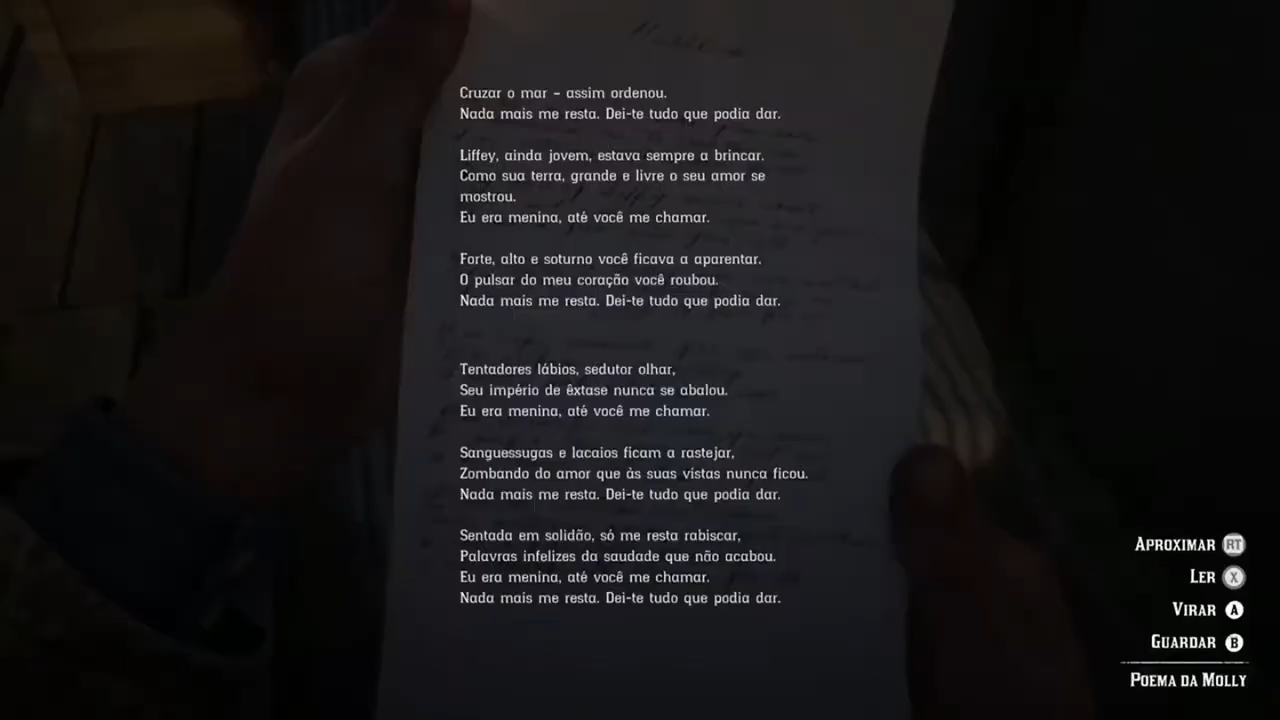 Cruzar o mar – assim ordenou.
Nada mais me resta. Dei-te tudo que podia dar.
Liffey, ainda jovem, estava sempre a brincar.
Como sua terra, grande e livre o seu amor se
mostrou.
Eu era menina, até você me chamar.
Forte, alto e soturno você ficava a aparentar.
O pulsar do meu coração você roubou.
Nada mais me resta. Dei-te tudo que podia dar.
Tentadores lábios, sedutor olhar,
Seu império de êxtase nunca se abalou.
Eu era menina, até você me chamar.
Sanguessugas e lacaios ficam a rastejar,
Zombando do amor que às suas vistas nunca ficou.
Nada mais me resta. Dei-te tudo que podia dar.
Sentada em solidão, só me resta rabiscar,
Palavras infelizes da saudade que não acabou.
Eu era menina, até você me chamar.
Nada mais me resta. Dei-te tudo que podia dar.
APROXIMAR RT
LER X
VIRAR A
GUARDAR B
POEMA DA MOLLY